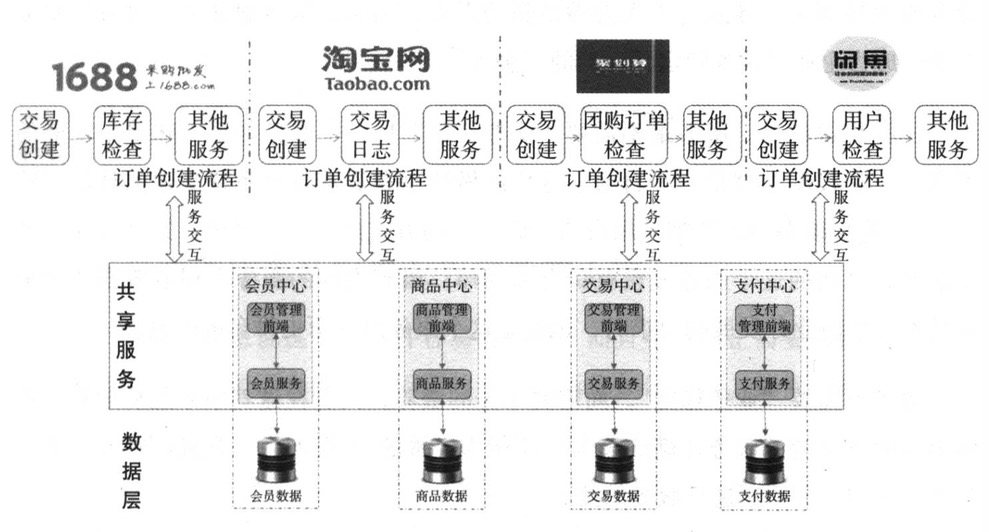 1688 采购批发
上1688.com
淘宝网
Taobao.com
聚划算
闲鱼
交易
创建
库存
检查
其他
服务
交易
创建
交易
日志
其他
服务
交易
创建
团购订单
检查
其他
服务
交易
创建
用户
检查
其他
服务
订单创建流程
订单创建流程
订单创建流程
订单创建流程
服务交互
服务交互
服务交互
服务交互
共享服务
会员中心
会员管理
前端
会员服务
商品中心
商品管理
前端
商品服务
交易中心
交易管理
前端
交易服务
支付中心
支付
管理前端
支付服务
数据层
会员数据
商品数据
交易数据
支付数据